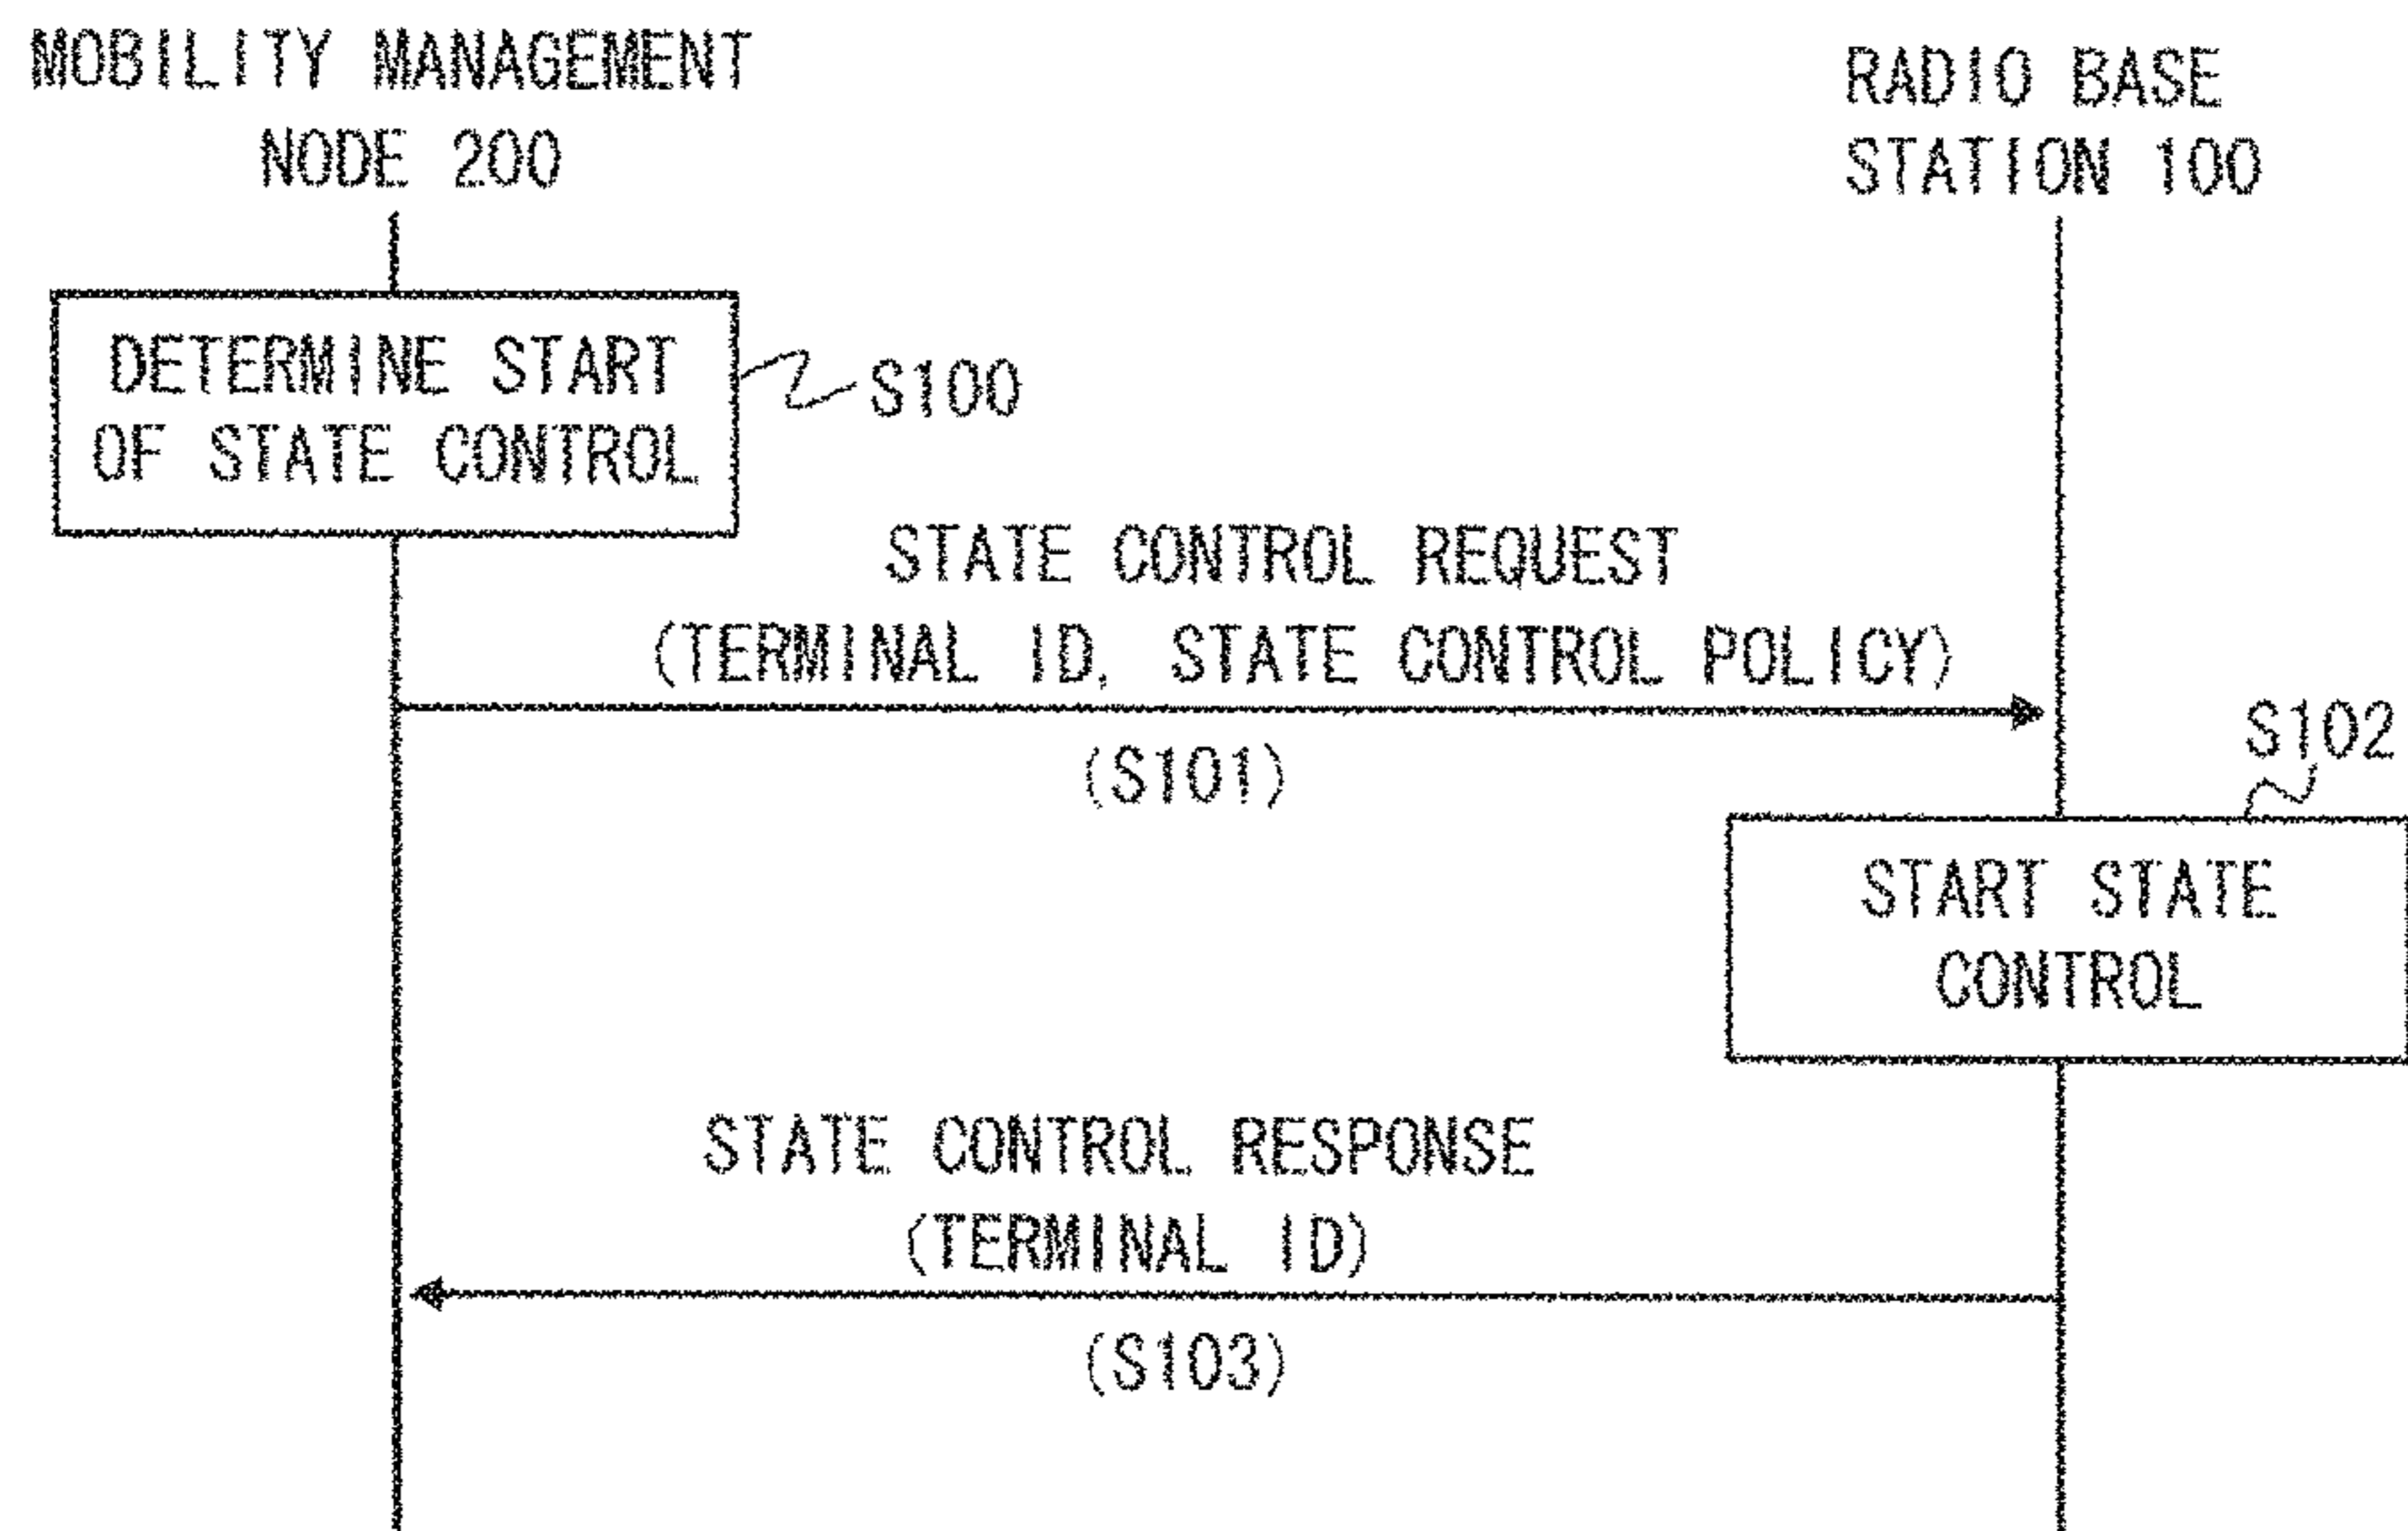 MOBILITY MANAGEMENT
NODE 200
RADIO BASE
STATION 100
DETERMINE START
OF STATE CONTROL
S100
STATE CONTROL REQUEST
(TERMINAL ID, STATE CONTROL POLICY)
(S101)
S102
START STATE
CONTROL
STATE CONTROL RESPONSE
(TERMINAL ID)
(S103)